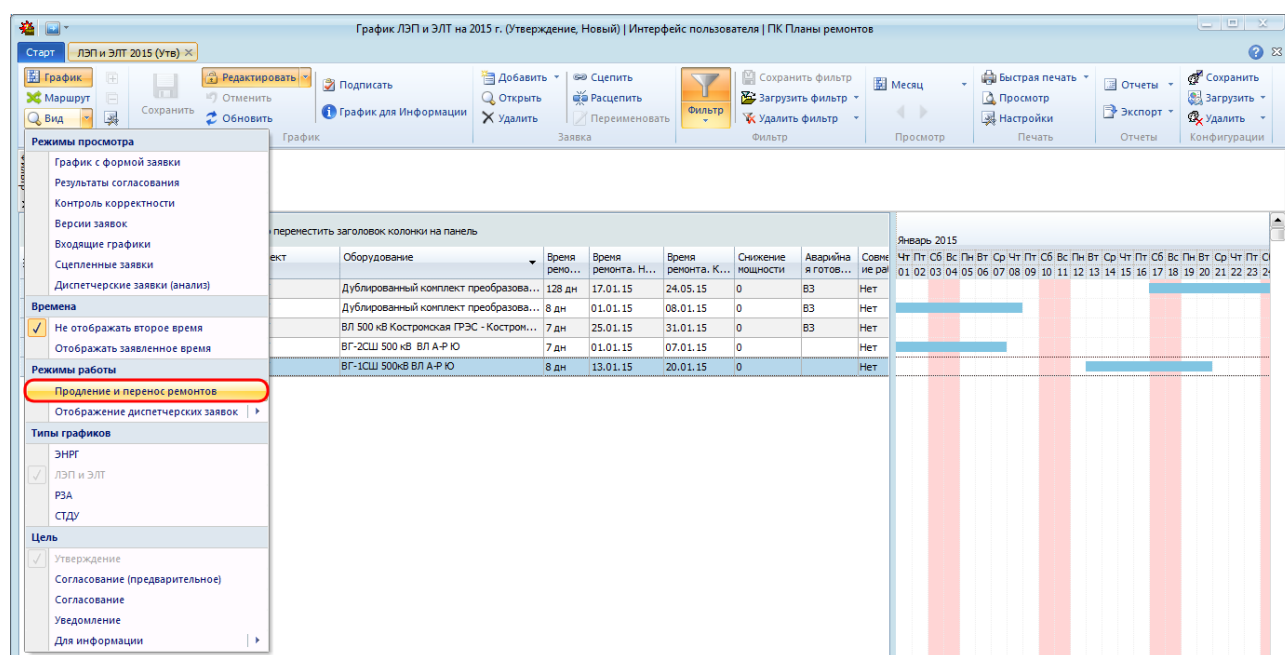 График ЛЭП и ЭЛТ на 2015 г. (Утверждение, Новый) | Интерфейс пользователя | ПК Планы ремонтов
Старт ЛЭП и ЭЛТ 2015 (Утв)
График Редактировать Подписать Добавить Сцепить Сохранить фильтр Месяц Быстрая печать Отчеты Сохранить
Маршрут Сохранить Отменить Открыть Расцепить Фильтр Загрузить фильтр Просмотр Загрузить
Вид Обновить График для Информации Удалить Переименовать Удалить фильтр Настройки Экспорт Удалить
График Заявка Фильтр Просмотр Печать Отчеты Конфигурации
Режимы просмотра
График с формой заявки
Результаты согласования
Контроль корректности
Версии заявок
Входящие графики
Сцепленные заявки
Диспетчерские заявки (анализ)
Времена
Не отображать второе время
Отображать заявленное время
Режимы работы
Продление и перенос ремонтов
Отображение диспетчерских заявок
Типы графиков
ЭНРГ
ЛЭП и ЭЛТ
РЗА
СТДУ
Цель
Утверждение
Согласование (предварительное)
Согласование
Уведомление
Для информации
переместить заголовок колонки на панель
ект Оборудование Время ремо... Время ремонта. Н... Время ремонта. К... Снижение мощности Аварийна я готов... Совме ие ра
Дублированный комплект преобразова... 128 дн 17.01.15 24.05.15 0 В3 Нет
Дублированный комплект преобразова... 8 дн 01.01.15 08.01.15 0 В3 Нет
ВЛ 500 кВ Костромская ГРЭС - Костром... 7 дн 25.01.15 31.01.15 0 В3 Нет
ВГ-2СШ 500 кВ ВЛ А-Р Ю 7 дн 01.01.15 07.01.15 0 Нет
ВГ-1СШ 500кВ ВЛ А-Р Ю 8 дн 13.01.15 20.01.15 0 Нет
Январь 2015
Чт Пт Сб Вс Пн Вт Ср Чт Пт Сб Вс Пн Вт Ср Чт Пт Сб Вс Пн Вт Ср Чт Пт
01 02 03 04 05 06 07 08 09 10 11 12 13 14 15 16 17 18 19 20 21 22 23